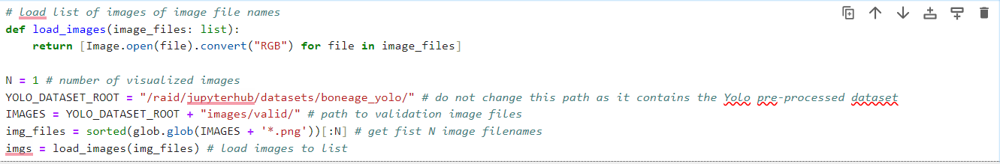 # load list of images of image file names
def load_images(image_files: list):
    return [Image.open(file).convert("RGB") for file in image_files]
N = 1 # number of visualized images
YOLO_DATASET_ROOT = "/raid/jupyterhub/datasets/boneage_yolo/" # do not change this path as it contains the Yolo pre-processed dataset
IMAGES = YOLO_DATASET_ROOT + "images/valid/" # path to validation image files
img_files = sorted(glob.glob(IMAGES + '*.png'))[:N] # get fist N image filenames
imgs = load_images(img_files) # load images to list